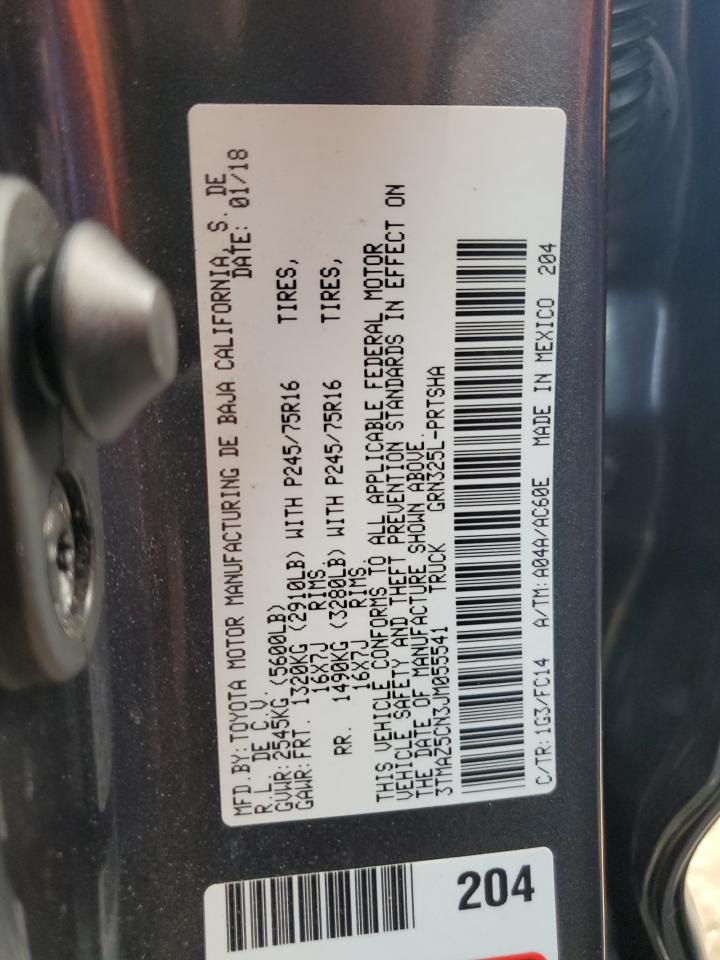 MFD.BY:TOYOTA MOTOR MANUFACTURING DE BAJA CALIFORNIA, S. DE
R.L. DE C.V. DATE: 01/18
GVWR:2545KG (5600LB)
GAWR:FRT. 1320KG (2910LB) WITH P245/75R16 TIRES,
16X7J RIMS,
RR. 1490KG (3280LB) WITH P245/75R16 TIRES,
16X7J RIMS.
THIS VEHICLE CONFORMS TO ALL APPLICABLE FEDERAL MOTOR
VEHICLE SAFETY AND THEFT PREVENTION STANDARDS IN EFFECT ON
THE DATE OF MANUFACTURE SHOWN ABOVE.
3TMAZ5CN3JM055541 TRUCK GRN325L-PRTSHA
C/TR:1G3/FC14 A/TM:A04A/AC60E MADE IN MEXICO 204
204